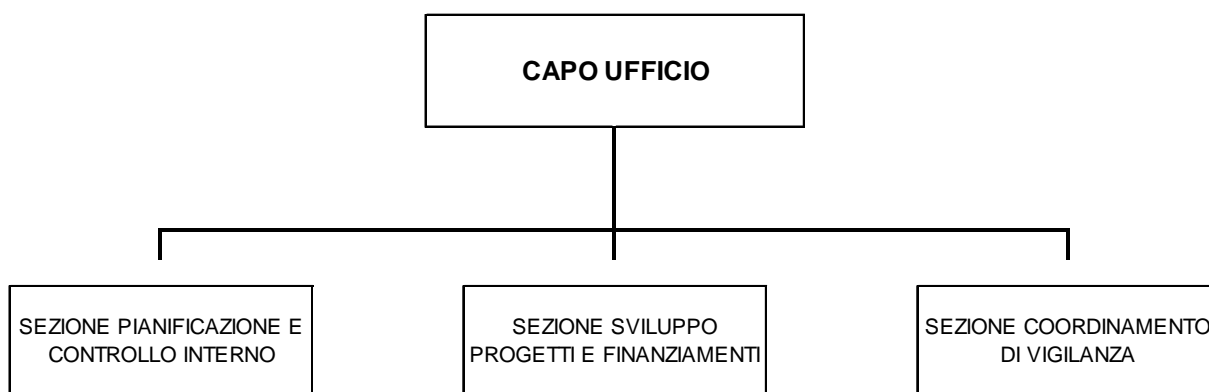 CAPO UFFICIO
SEZIONE PIANIFICAZIONE E
CONTROLLO INTERNO
SEZIONE SVILUPPO
PROGETTI E FINANZIAMENTI
SEZIONE COORDINAMENTO
DI VIGILANZA